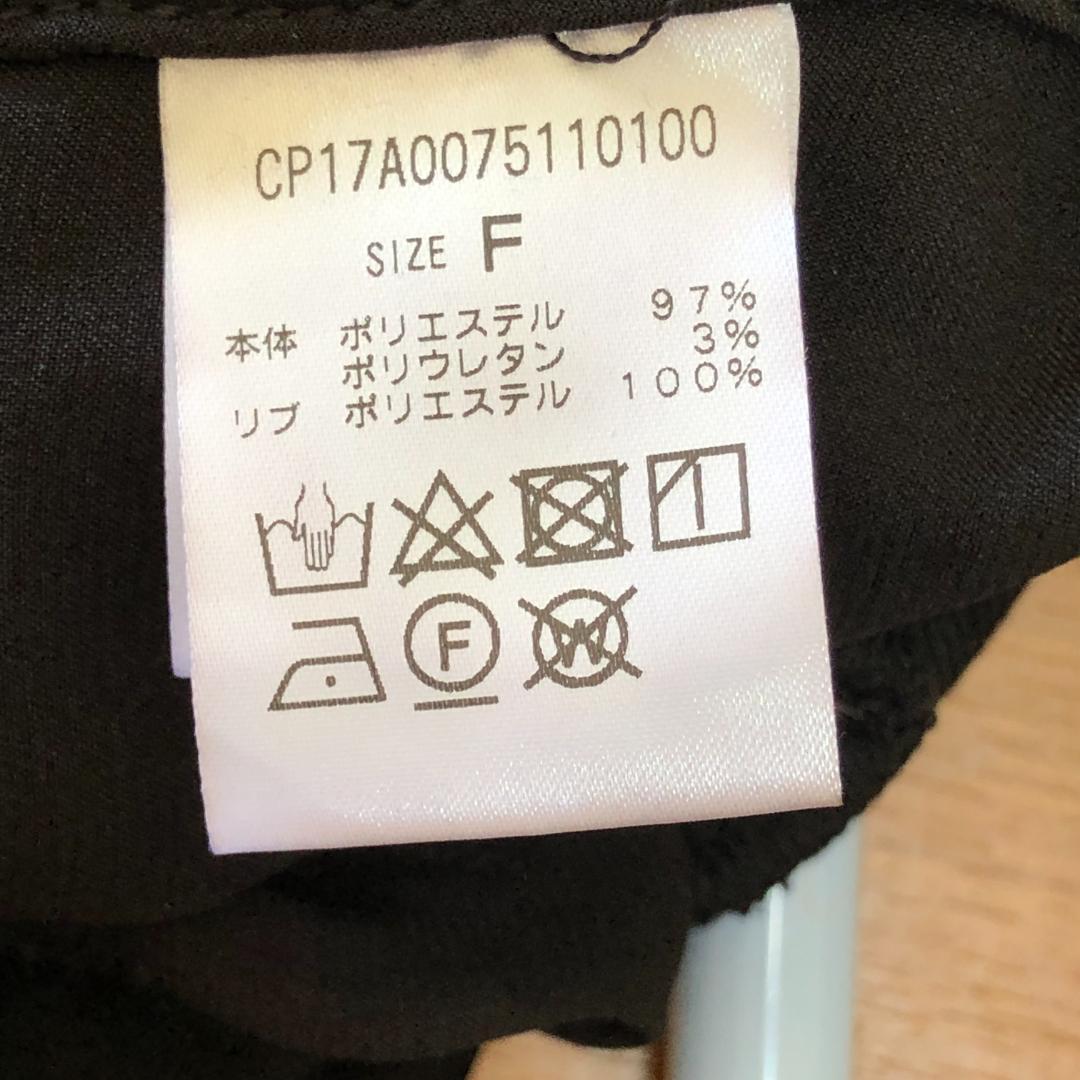 CP17A0075110100
SIZE F
本体 ポリエステル 97%
ポリウレタン 3%
リブ ポリエステル 100%
F
W